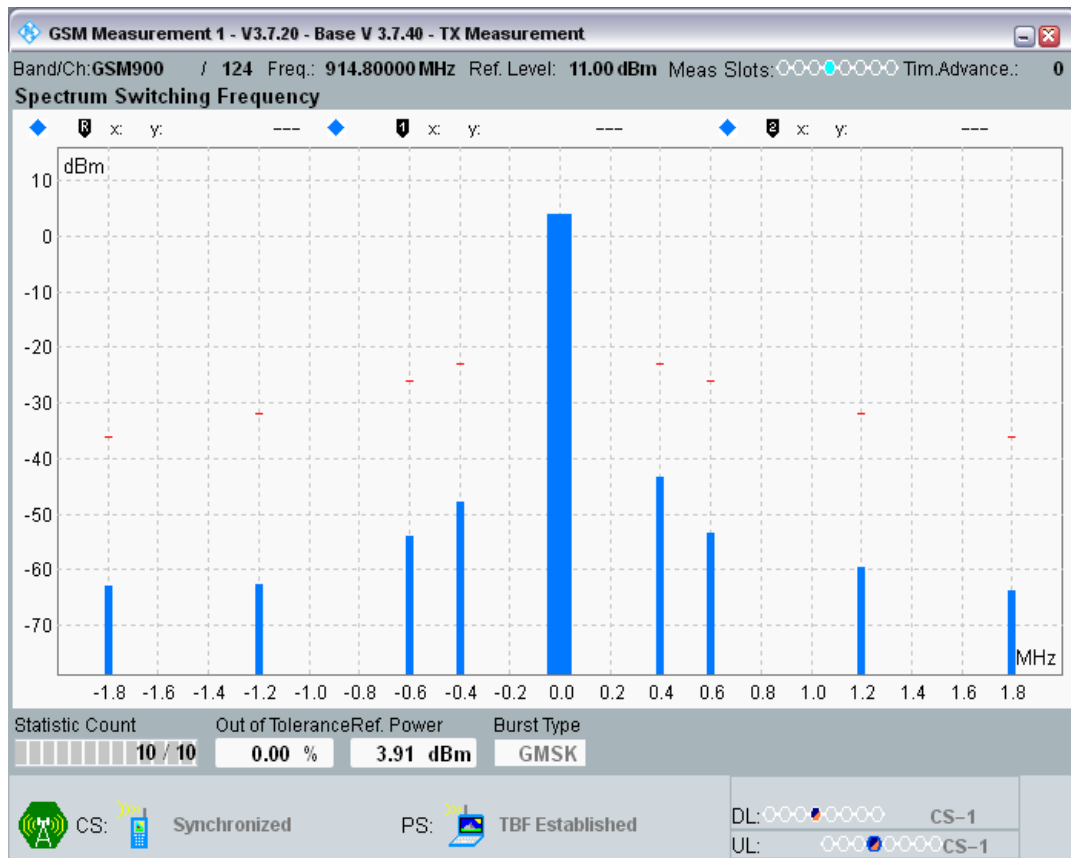 GSM Measurement 1 - V3.7.20 - Base V 3.7.40 - TX Measurement
Band/Ch:GSM900 / 124 Freq.: 914.80000 MHz Ref. Level: 11.00 dBm Meas Slots: Tim.Advance.: 0
Spectrum Switching Frequency
R x: y: --- 1 x: y: --- 2 x: y: ---
dBm
10
0
-10
-20
-30
-40
-50
-60
-70
MHz
-1.8 -1.6 -1.4 -1.2 -1.0 -0.8 -0.6 -0.4 -0.2 0.0 0.2 0.4 0.6 0.8 1.0 1.2 1.4 1.6 1.8
Statistic Count Out of Tolerance Ref. Power Burst Type
10 / 10 0.00 % 3.91 dBm GMSK
CS: Synchronized PS: TBF Established
DL: CS-1
UL: CS-1